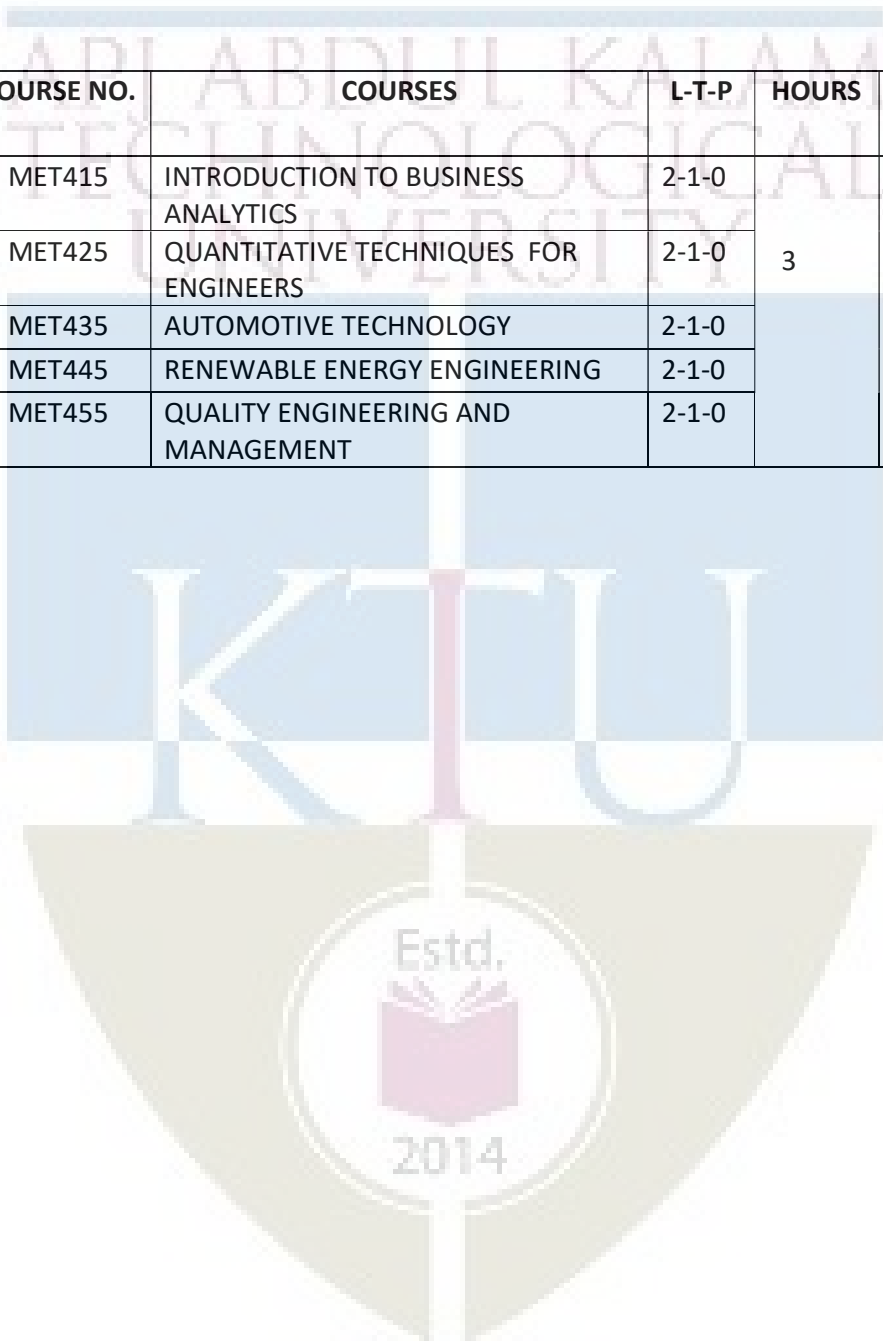 API ABDUL KALAM
TECHNOLOGICAL
UNIVERSITY
OURSE NO. COURSES L-T-P HOURS
MET415 INTRODUCTION TO BUSINESS ANALYTICS 2-1-0
MET425 QUANTITATIVE TECHNIQUES FOR ENGINEERS 2-1-0 3
MET435 AUTOMOTIVE TECHNOLOGY 2-1-0
MET445 RENEWABLE ENERGY ENGINEERING 2-1-0
MET455 QUALITY ENGINEERING AND MANAGEMENT 2-1-0
KTU
Estd.
2014